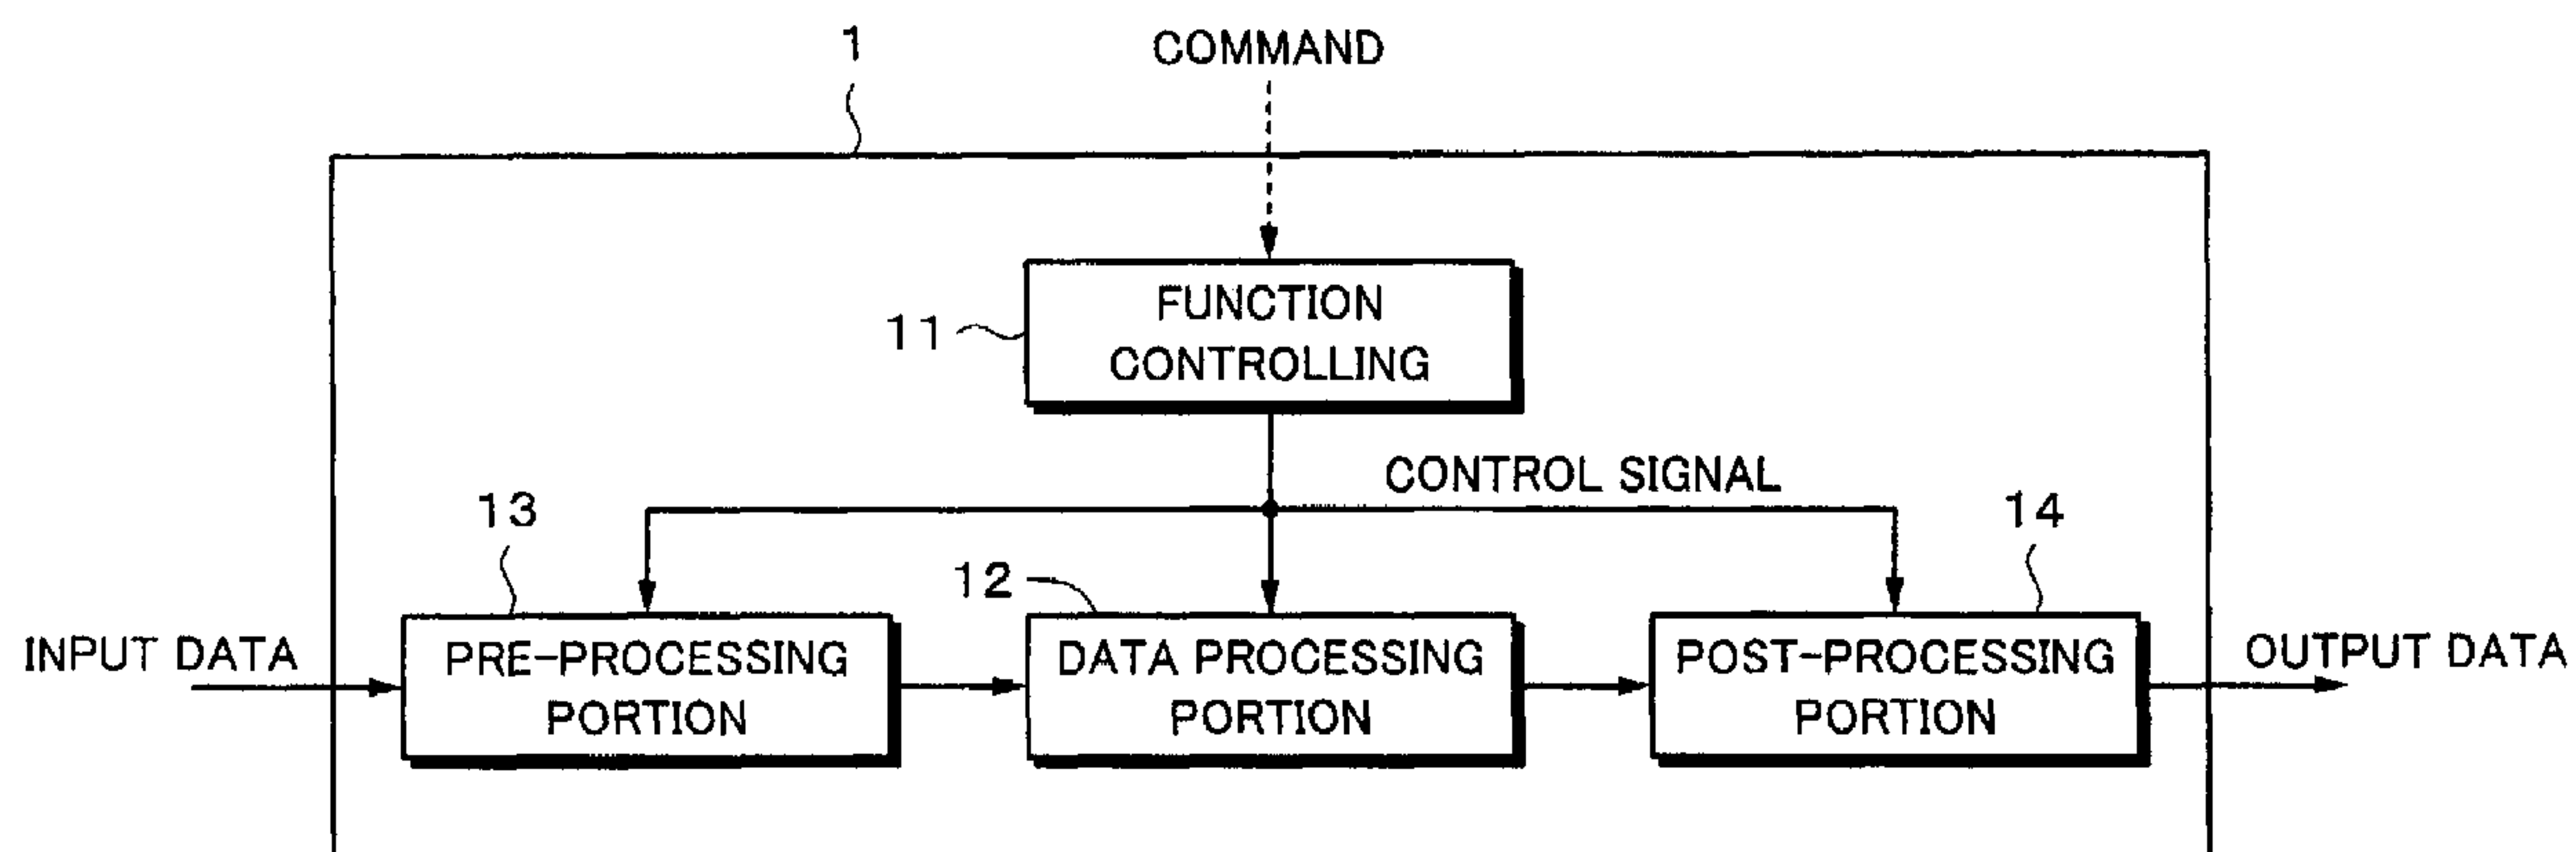 1
COMMAND
11
FUNCTION
CONTROLLING
CONTROL SIGNAL
13
12
14
INPUT DATA
PRE-PROCESSING
PORTION
DATA PROCESSING
PORTION
POST-PROCESSING
PORTION
OUTPUT DATA